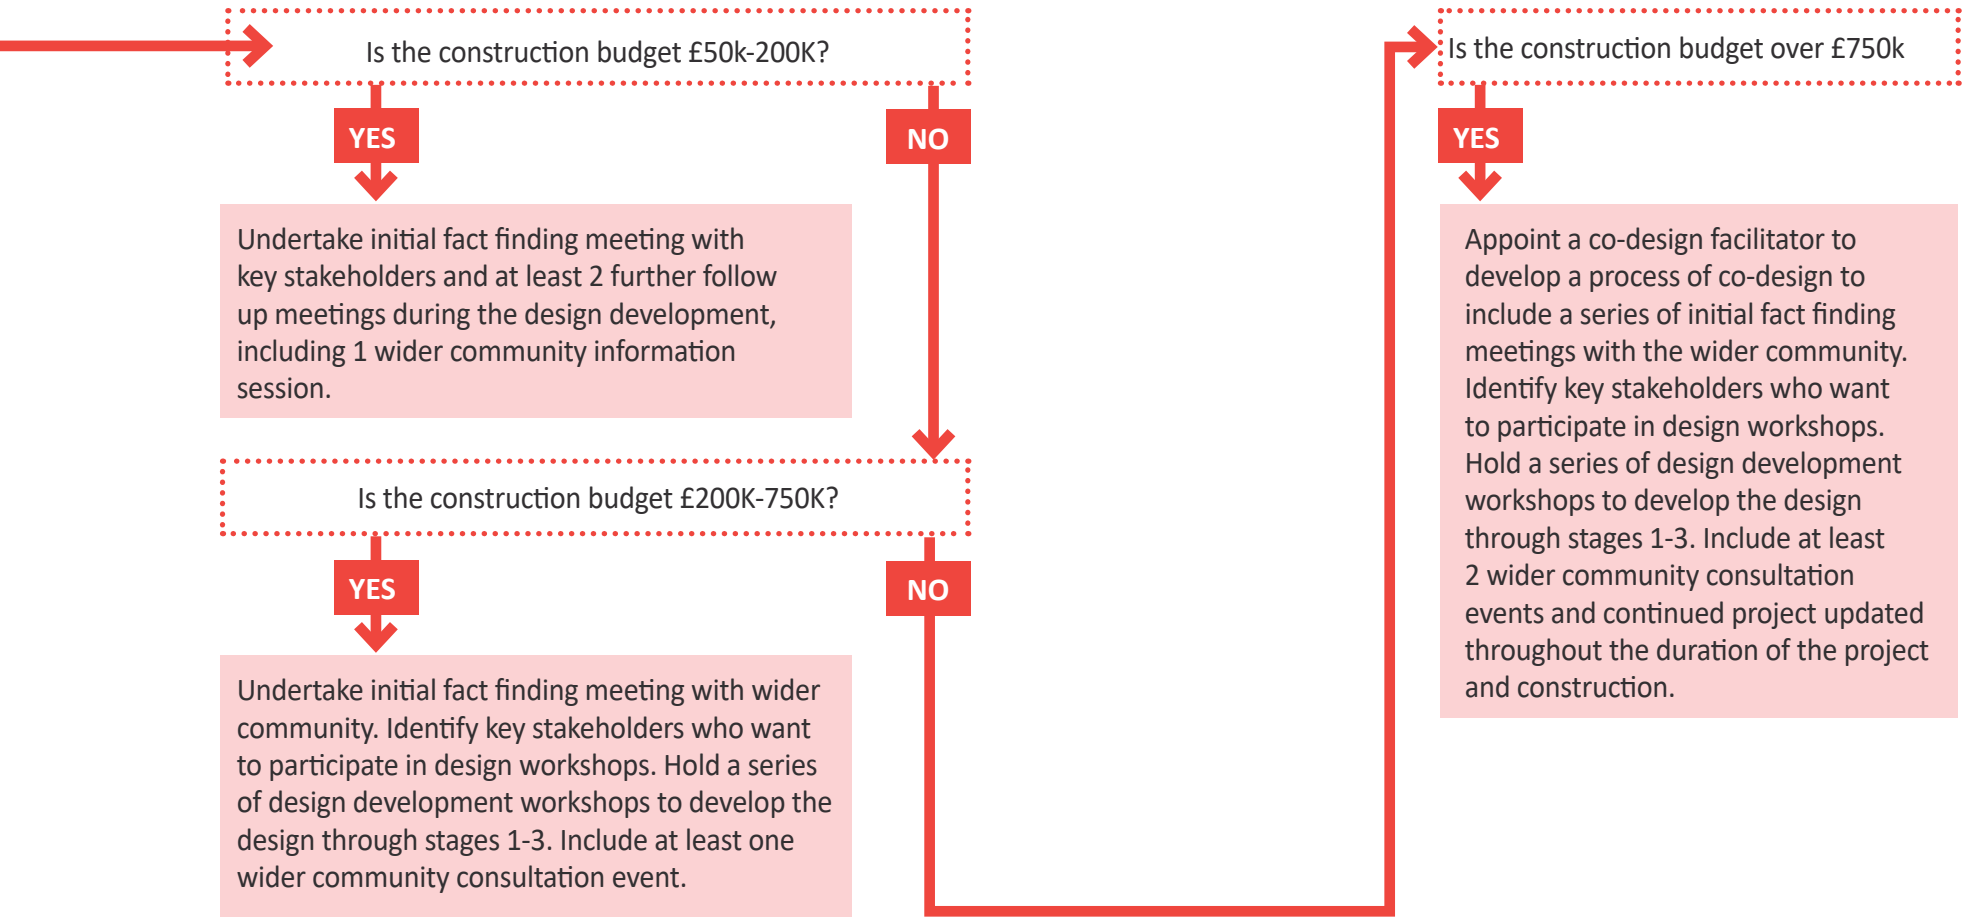 Is the construction budget £50k-200K?
YES
NO
Undertake initial fact finding meeting with
key stakeholders and at least 2 further follow
up meetings during the design development,
including 1 wider community information
session.
Is the construction budget £200K-750K?
YES
NO
Undertake initial fact finding meeting with wider
community. Identify key stakeholders who want
to participate in design workshops. Hold a series
of design development workshops to develop the
design through stages 1-3. Include at least one
wider community consultation event.
Is the construction budget over £750k
YES
Appoint a co-design facilitator to
develop a process of co-design to
include a series of initial fact finding
meetings with the wider community.
Identify key stakeholders who want
to participate in design workshops.
Hold a series of design development
workshops to develop the design
through stages 1-3. Include at least
2 wider community consultation
events and continued project updated
throughout the duration of the project
and construction.